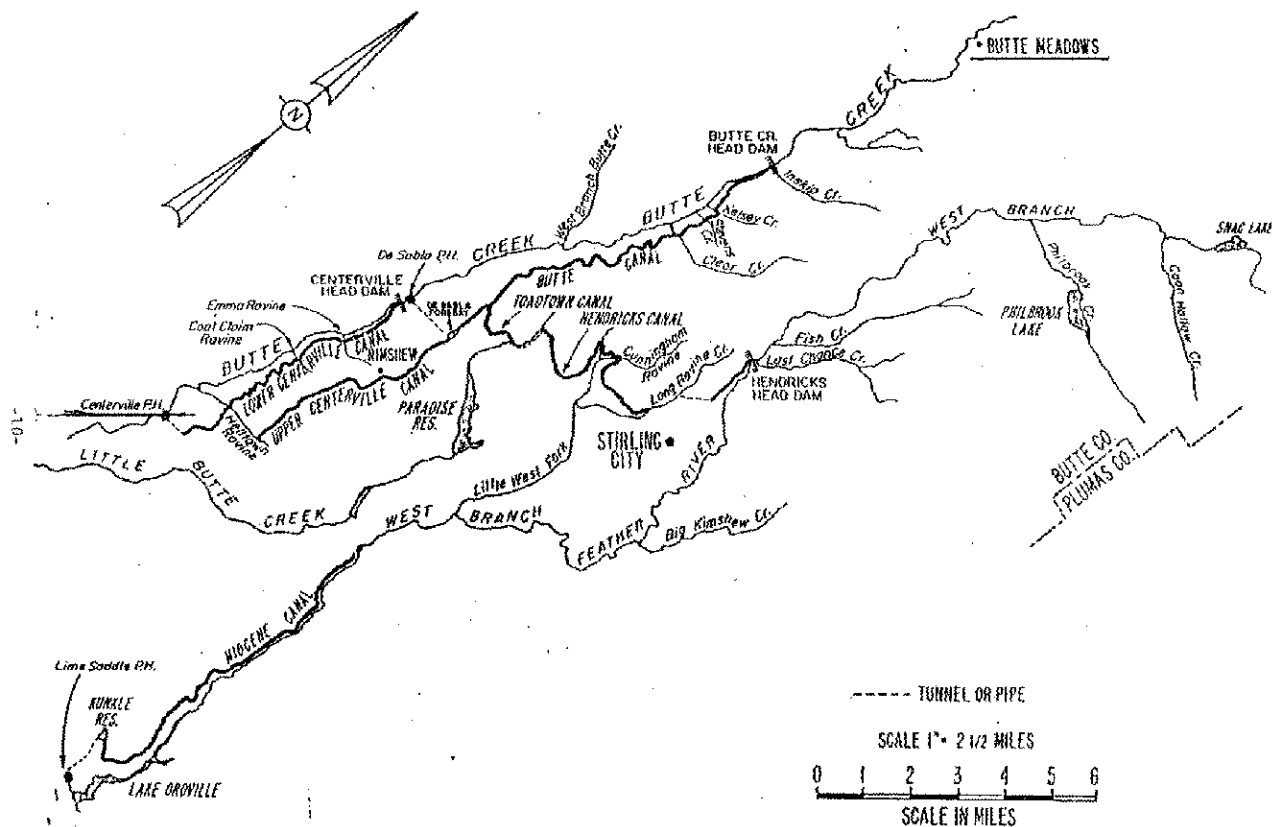 BUTTE MEADOWS
N
CREEK
BUTTE CR.
HEAD DAM
West Branch Butte Cr.
Inskip Cr.
BUTTE
Kelsey Cr.
Clear Cr.
WEST
BRANCH
SNAG LAKE
De Sabla P.H.
CREEK
CENTERVILLE
HEAD DAM
BUTTE
CANAL
Philbrook
Cr.
Coon Hollow Cr.
Emma Ravine
Coal Claim
Ravine
TOADTOWN CANAL
HENDRICKS CANAL
PHILBROOK
LAKE
BUTTE
LOWER CENTERVILLE
CANAL
NIMSHEW
Cunningham
Ravine
Fish Cr.
Last Chance Cr.
Long Ravine Cr.
HENDRICKS
HEAD DAM
Centerville P.H.
Helltown
Ravine
UPPER CENTERVILLE
CANAL
PARADISE
RES.
-10-
STIRLING
CITY
LITTLE
BUTTE
CREEK
Little West Fork
RIVER
BUTTE CO.
PLUMAS CO.
WEST
BRANCH
FEATHER
Big Kimshew Cr.
MIOCENE CANAL
Lime Saddle P.H.
KUNKLE
RES.
LAKE OROVILLE
TUNNEL OR PIPE
SCALE 1"= 2 1/2 MILES
0 1 2 3 4 5 6
SCALE IN MILES